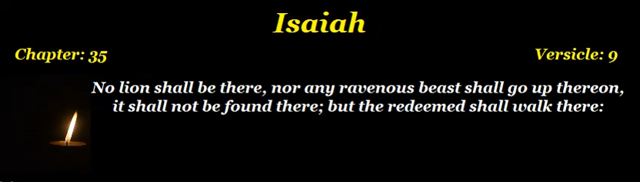 Isaiah
Chapter: 35
Versicle: 9
No lion shall be there, nor any ravenous beast shall go up thereon,
it shall not be found there; but the redeemed shall walk there: